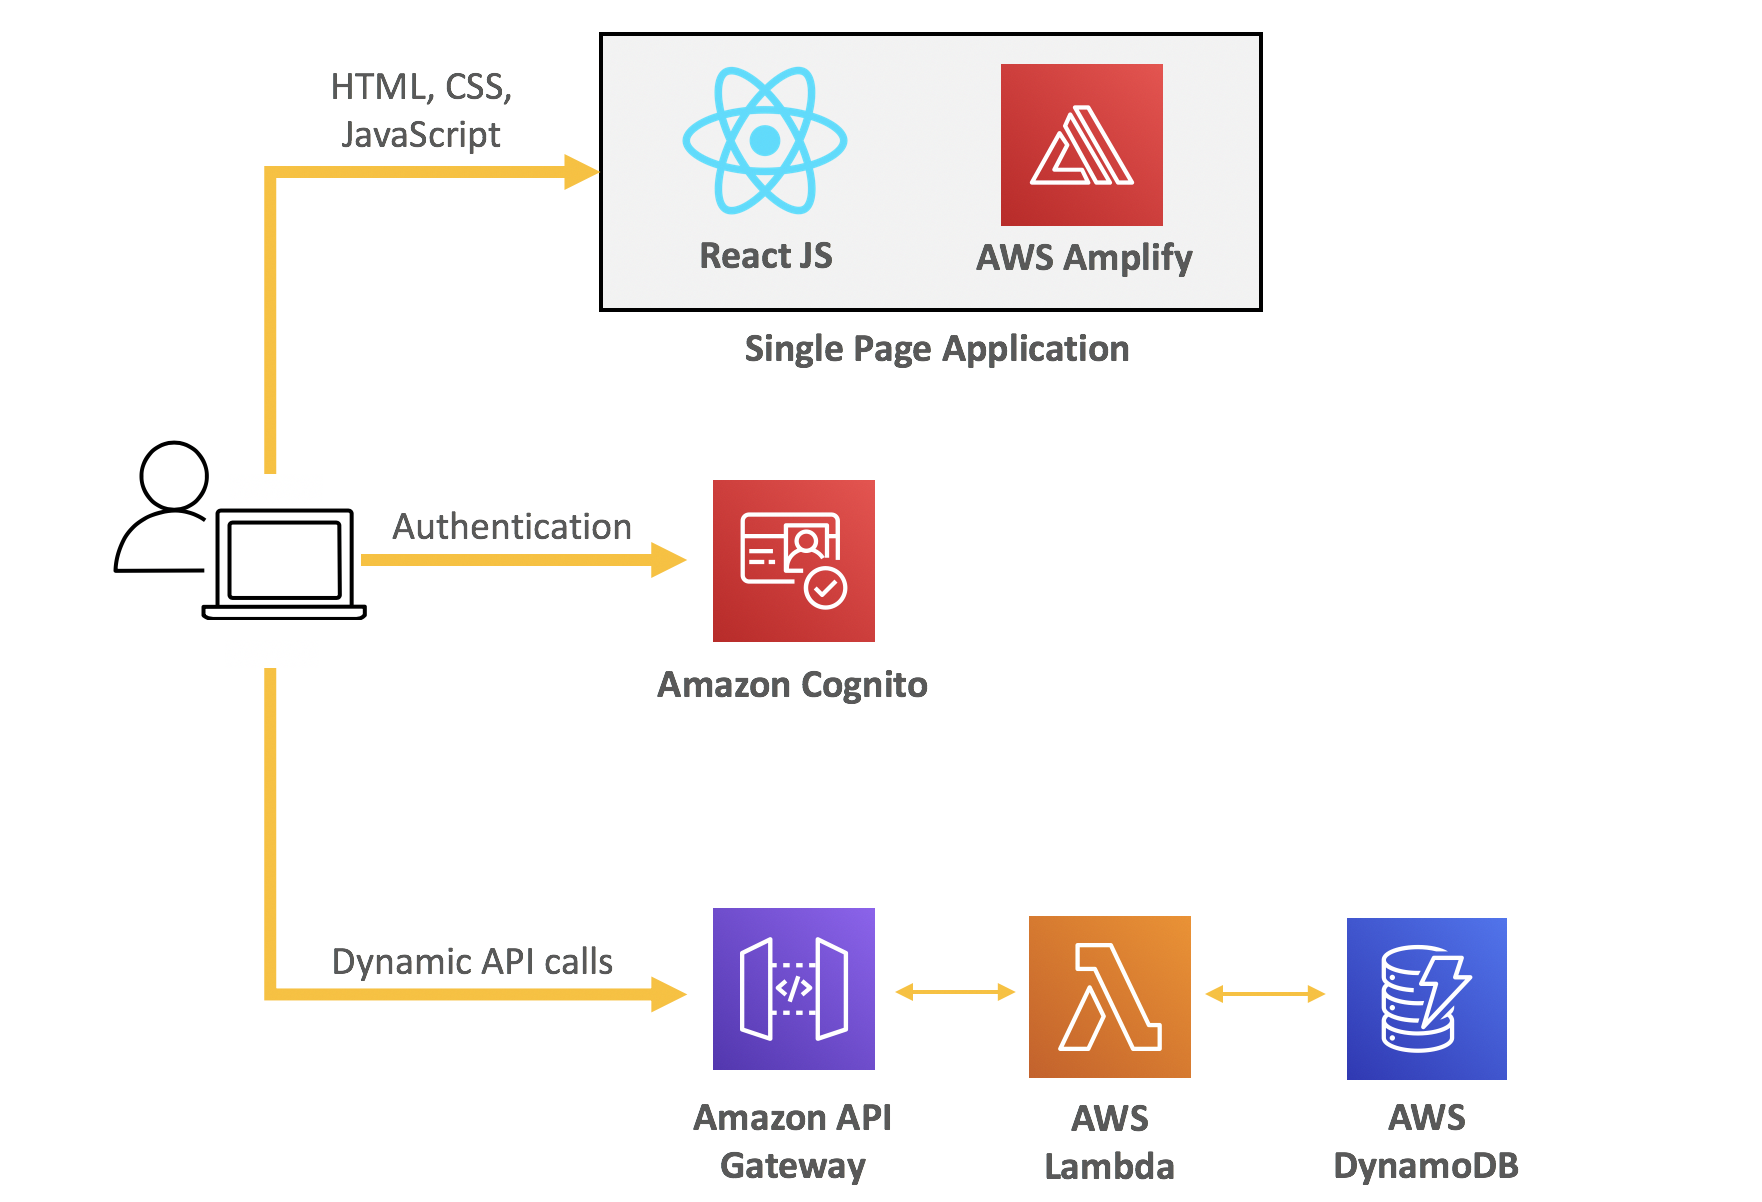 HTML, CSS,
JavaScript
React JS
AWS Amplify
Single Page Application
Authentication
Amazon Cognito
Dynamic API calls
</>
Amazon API
Gateway
AWS
Lambda
AWS
DynamoDB